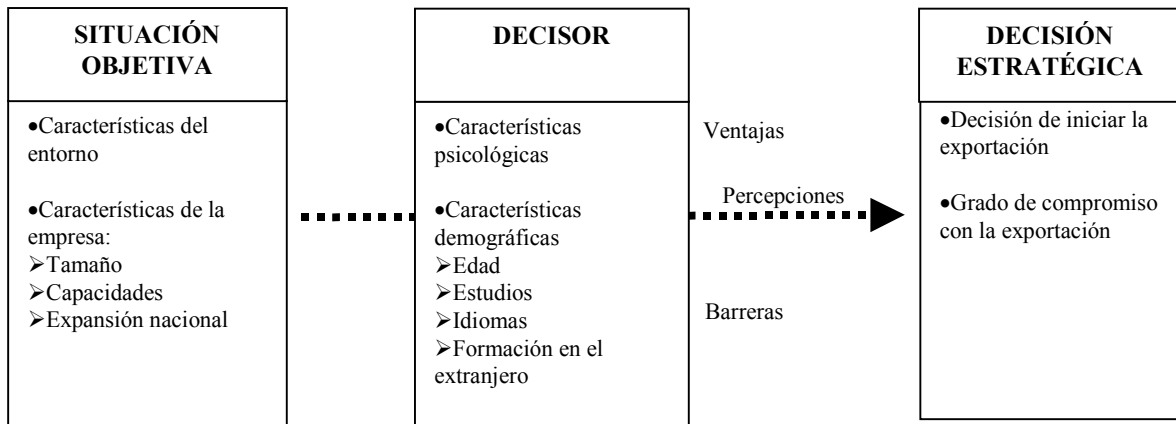 SITUACIÓN
OBJETIVA
•Características del
entorno
•Características de la
empresa:
➢Tamaño
➢Capacidades
➢Expansión nacional
DECISOR
•Características
psicológicas
•Características
demográficas
➢Edad
➢Estudios
➢Idiomas
➢Formación en el
extranjero
Ventajas
Percepciones
Barreras
DECISIÓN
ESTRATÉGICA
•Decisión de iniciar la
exportación
•Grado de compromiso
con la exportación